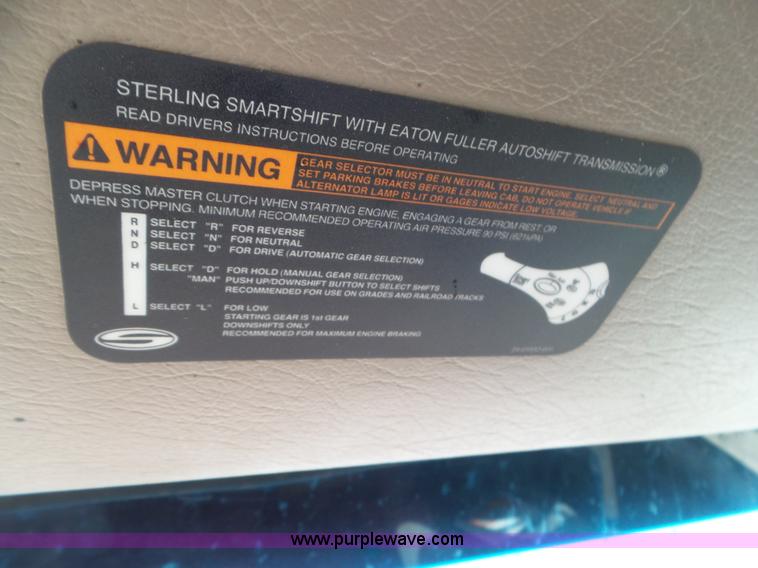 STERLING SMARTSHIFT WITH EATON FULLER AUTOSHIFT TRANSMISSION®
READ DRIVERS INSTRUCTIONS BEFORE OPERATING
WARNING
GEAR SELECTOR MUST BE IN NEUTRAL TO START ENGINE. SELECT NEUTRAL AND
SET PARKING BRAKES BEFORE LEAVING CAB. DO NOT OPERATE VEHICLE IF
ALTERNATOR LAMP IS LIT OR GAGES INDICATE LOW VOLTAGE.
DEPRESS MASTER CLUTCH WHEN STARTING ENGINE, ENGAGING A GEAR FROM REST, OR
WHEN STOPPING. MINIMUM RECOMMENDED OPERATING AIR PRESSURE 90 PSI (621kPA)
R SELECT "R" FOR REVERSE
N SELECT "N" FOR NEUTRAL
D SELECT "D" FOR DRIVE (AUTOMATIC GEAR SELECTION)
H SELECT "D" FOR HOLD (MANUAL GEAR SELECTION)
"MAN" PUSH UP/DOWNSHIFT BUTTON TO SELECT SHIFTS
RECOMMENDED FOR USE ON GRADES AND RAILROAD TRACKS
L SELECT "L" FOR LOW
STARTING GEAR IS 1st GEAR
DOWNSHIFTS ONLY
RECOMMENDED FOR MAXIMUM ENGINE BRAKING
www.purplewave.com